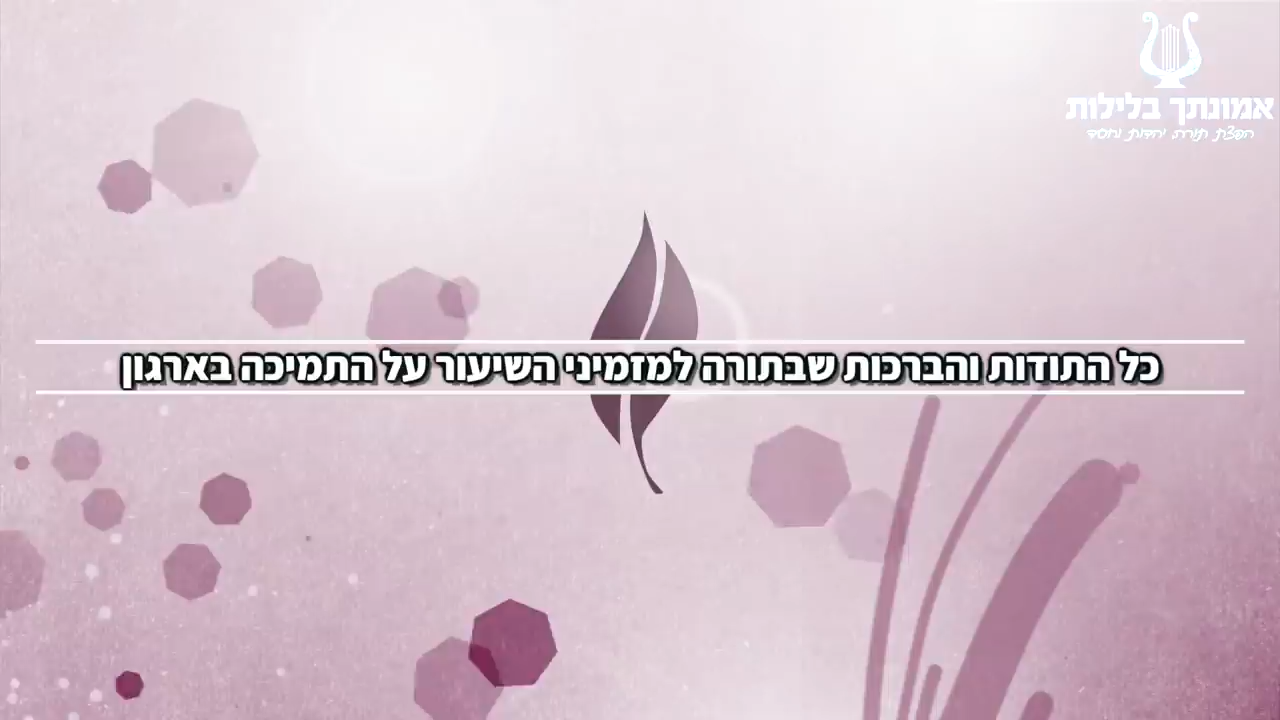 אמונתך בלילות
הפצת תורה, יהדות וחסד
כל התודות והברכות שבתורה למזמיני השיעור על התמיכה בארגון